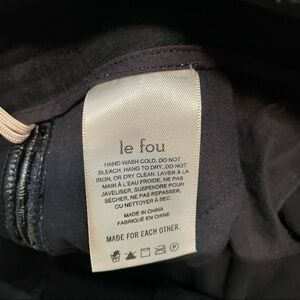 le fou
HAND WASH COLD, DO NOT
BLEACH, HANG TO DRY, DO NOT
IRON, OR DRY CLEAN. LAVER À LA
MAIN À L'EAU FROIDE, NE PAS
JAVELISER, SUSPENDRE POUR
SÉCHER, NE PAS REPASSER,
OU NETTOYER À SEC.
MADE IN CHINA
FABRIQUÉ EN CHINE
MADE FOR EACH OTHER.
P